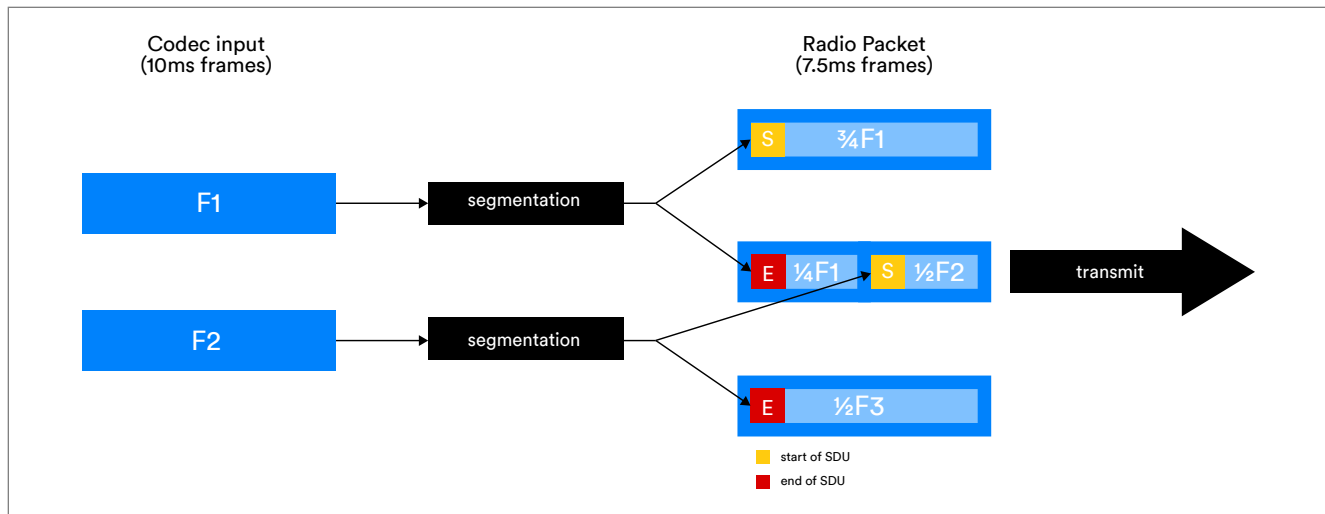 Codec input
(10ms frames)
Radio Packet
(7.5ms frames)
S ¾F1
F1
segmentation
E ¼F1 S ½F2
transmit
F2
segmentation
E ½F3
start of SDU
end of SDU